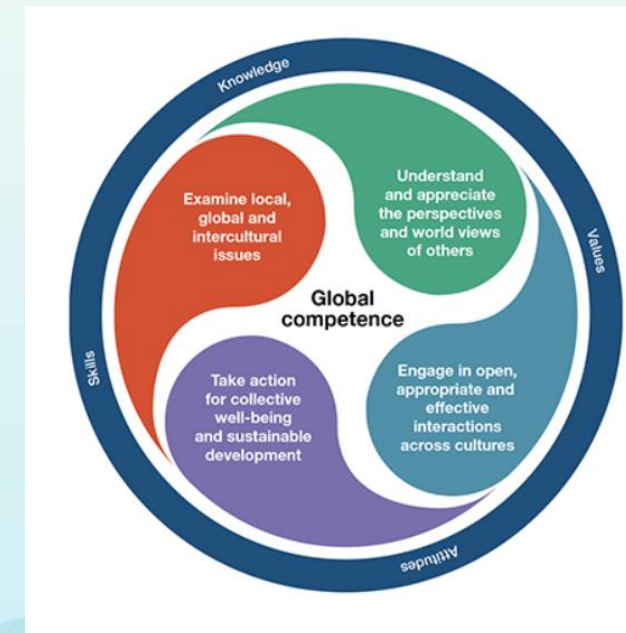 Knowledge
Examine local,
global and
intercultural
issues
Understand
and appreciate
the perspectives
and world views
of others
Values
Global
competence
Skills
Take action
for collective
well-being
and sustainable
development
Engage in open,
appropriate and
effective
interactions
across cultures
Attitudes